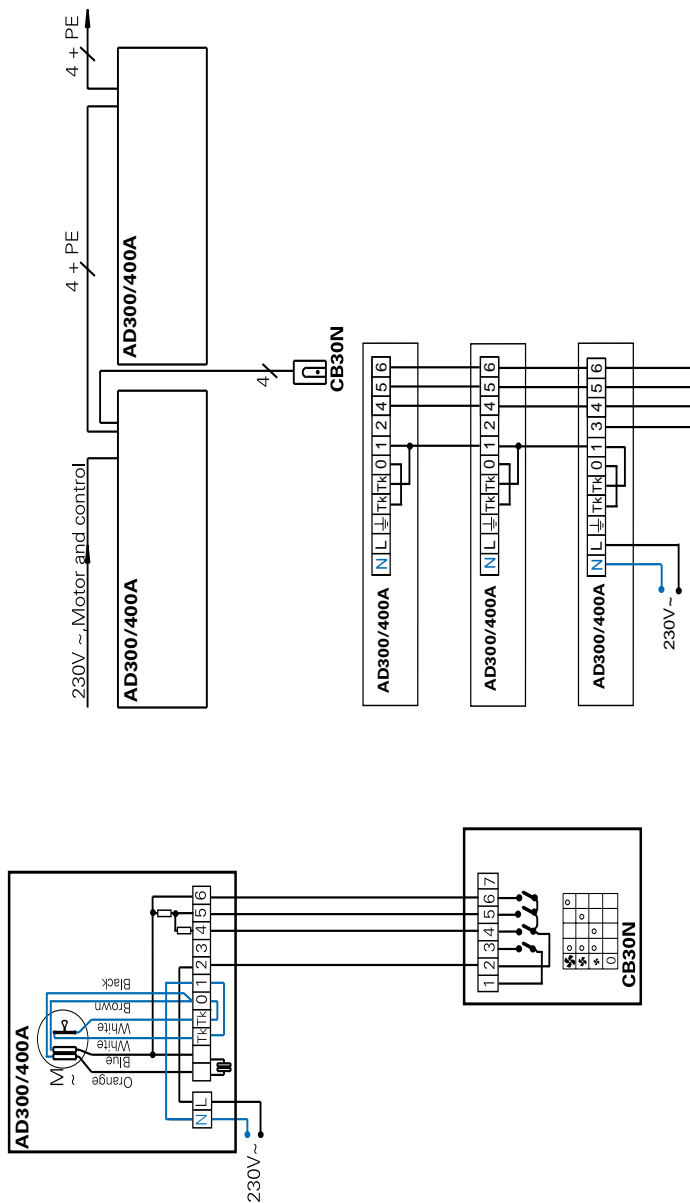 AD300/400A
M
~
Orange
Blue
White
White
Brown
Black
N L Tk Tk 0 1 2 3 4 5 6
230V~
1 2 3 4 5 6 7
0
CB30N
230V ~, Motor and control
4 + PE
4 + PE
AD300/400A
AD300/400A
4
CB30N
N L Tk Tk 0 1 2 4 5 6
AD300/400A
N L Tk Tk 0 1 2 4 5 6
AD300/400A
N L Tk Tk 0 1 3 4 5 6
AD300/400A
230V~